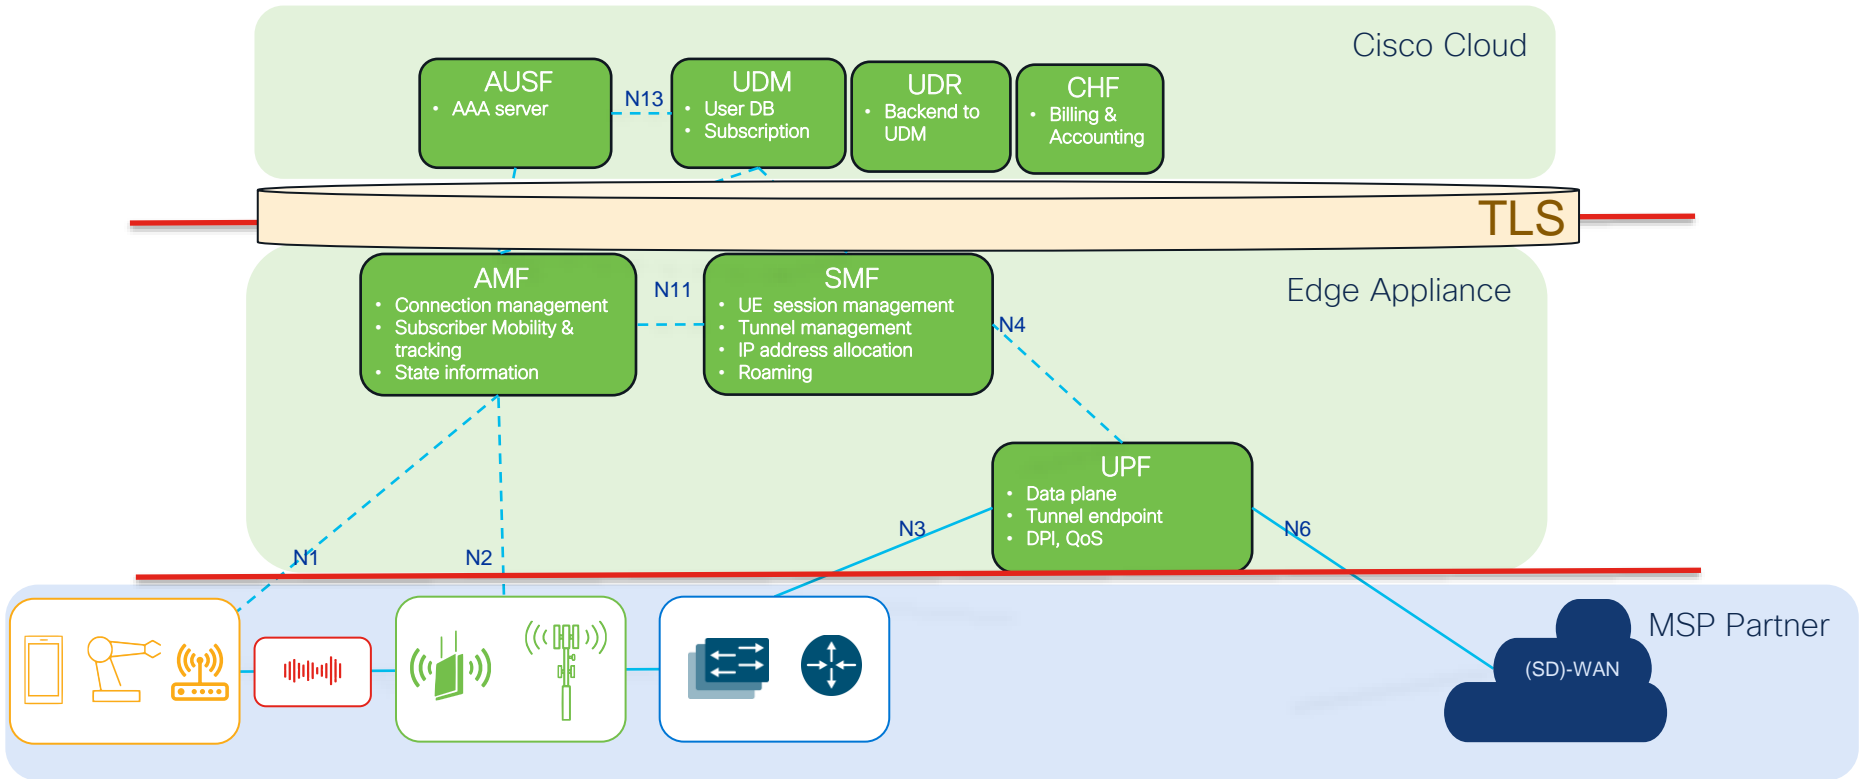 Cisco Cloud
AUSF
• AAA server
N13
UDM
• User DB
• Subscription
UDR
• Backend to
UDM
CHF
• Billing &
Accounting
TLS
Edge Appliance
AMF
• Connection management
• Subscriber Mobility &
tracking
• State information
N11
SMF
• UE session management
• Tunnel management
• IP address allocation
• Roaming
N4
UPF
• Data plane
• Tunnel endpoint
• DPI, QoS
N1
N2
N3
N6
MSP Partner
(SD)-WAN